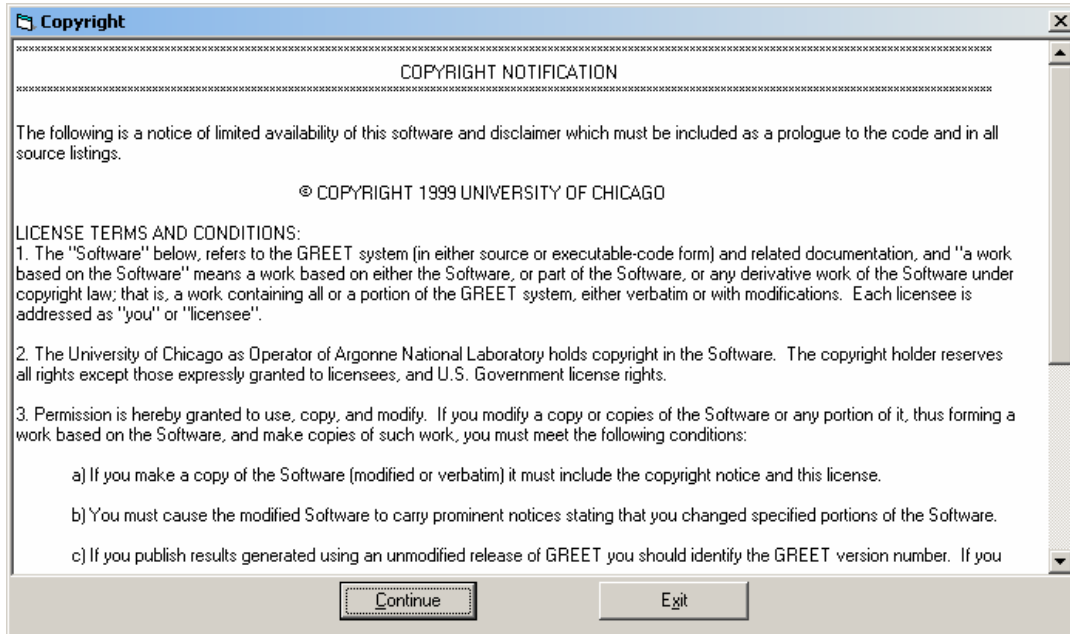 Copyright
COPYRIGHT NOTIFICATION
The following is a notice of limited availability of this software and disclaimer which must be included as a prologue to the code and in all
source listings.
© COPYRIGHT 1999 UNIVERSITY OF CHICAGO
LICENSE TERMS AND CONDITIONS:
1. The "Software" below, refers to the GREET system (in either source or executable-code form) and related documentation, and "a work
based on the Software" means a work based on either the Software, or part of the Software, or any derivative work of the Software under
copyright law; that is, a work containing all or a portion of the GREET system, either verbatim or with modifications.  Each licensee is
addressed as "you" or "licensee".
2. The University of Chicago as Operator of Argonne National Laboratory holds copyright in the Software.  The copyright holder reserves
all rights except those expressly granted to licensees, and U.S. Government license rights.
3. Permission is hereby granted to use, copy, and modify.  If you modify a copy or copies of the Software or any portion of it, thus forming a
work based on the Software, and make copies of such work, you must meet the following conditions:
a) If you make a copy of the Software (modified or verbatim) it must include the copyright notice and this license.
b) You must cause the modified Software to carry prominent notices stating that you changed specified portions of the Software.
c) If you publish results generated using an unmodified release of GREET you should identify the GREET version number.  If you
Continue
Exit